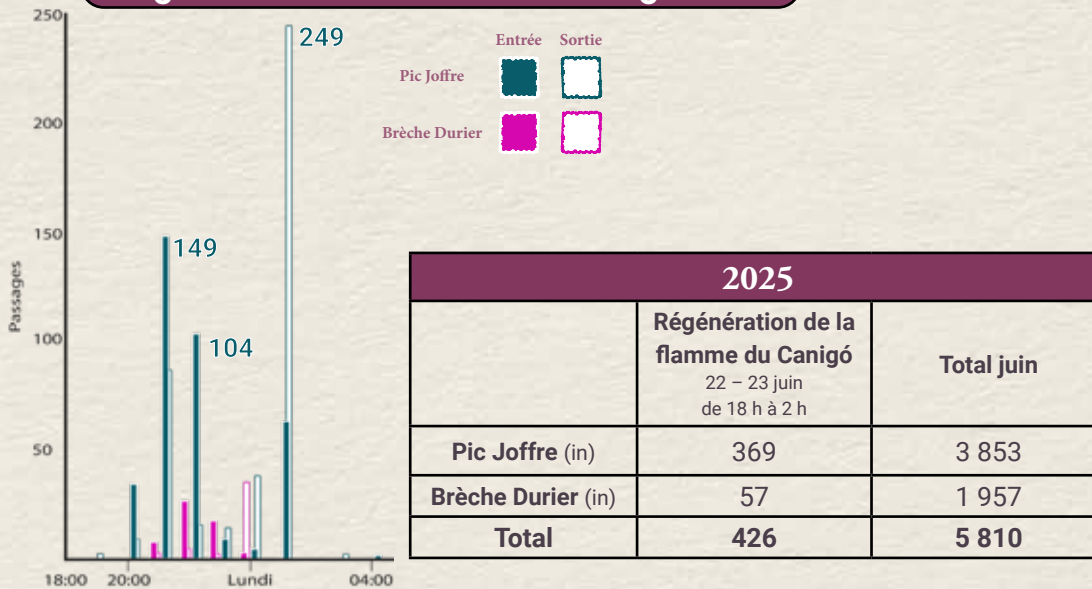 250
249
200
150
149
104
100
50
Passages
18:00 20:00 Lundi 04:00
Entrée Sortie
Pic Joffre
Brèche Durier
2025
Régénération de la
flamme du Canigó
22 – 23 juin
de 18 h à 2 h
Total juin
Pic Joffre (in) 369 3 853
Brèche Durier (in) 57 1 957
Total 426 5 810